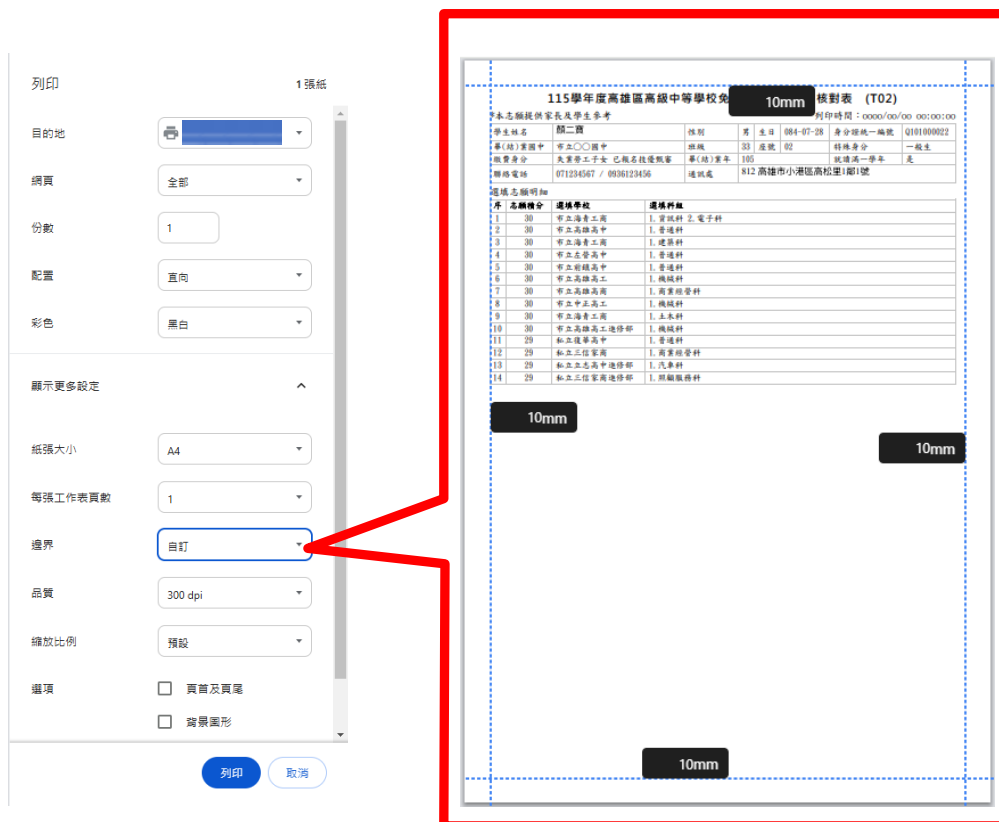 列印 1 張紙
目的地
網頁 全部
份數 1
配置 直向
彩色 黑白
顯示更多設定
紙張大小 A4
每張工作表頁數 1
邊界 自訂
品質 300 dpi
縮放比例 預設
選項 頁首及頁尾
背景圖形
列印 取消
115學年度高雄區高級中等學校免 10mm 核對表 (T02)
*本志願提供家長及學生參考 列印時間：0000/00/00 00:00:00
學生姓名 顏二寶 性別 男 生日 084-07-28 身分證統一編號 Q101000022
畢(結)業國中 市立○○國中 班級 33 座號 02 特殊身分 一般生
繳費身分 失業勞工子女 已報名技優甄審 畢(結)業年 105 就讀滿一學年 是
聯絡電話 071234567 / 0936123456 通訊處 812 高雄市小港區高松里1鄰1號
選填志願明細
序 志願積分 選填學校 選填科組
1 30 市立海青工商 1. 資訊科 2. 電子科
2 30 市立高雄高中 1. 普通科
3 30 市立海青工商 1. 建築科
4 30 市立左營高中 1. 普通科
5 30 市立前鎮高中 1. 普通科
6 30 市立高雄高工 1. 機械科
7 30 市立高雄高商 1. 商業經營科
8 30 市立中正高工 1. 機械科
9 30 市立海青工商 1. 土木科
10 30 市立高雄高工進修部 1. 機械科
11 29 私立復華高中 1. 普通科
12 29 私立三信家商 1. 商業經營科
13 29 私立立志高中進修部 1. 汽車科
14 29 私立三信家商進修部 1. 照顧服務科
10mm
10mm
10mm